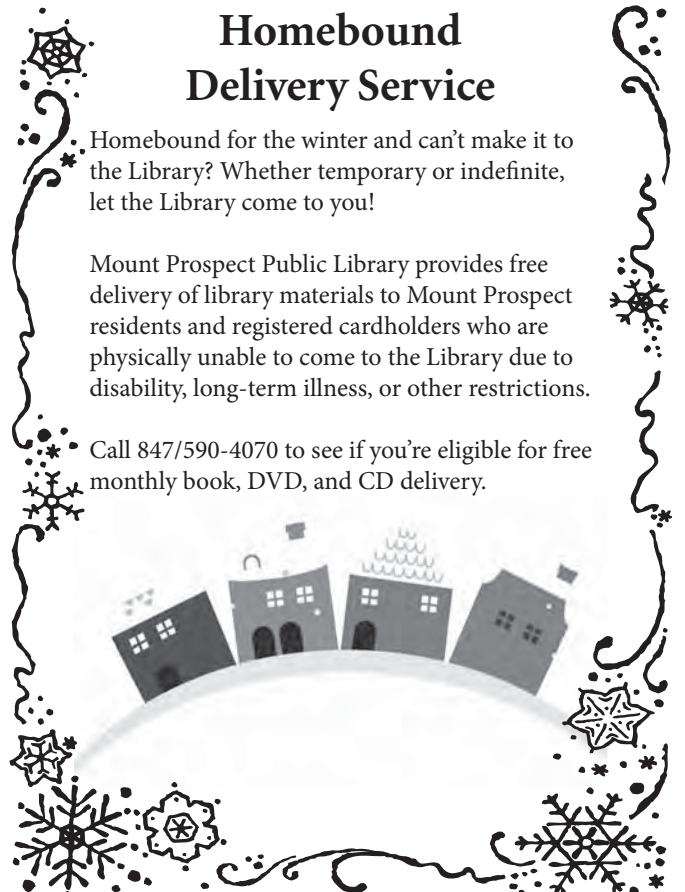 Homebound
Delivery Service
Homebound for the winter and can't make it to
the Library? Whether temporary or indefinite,
let the Library come to you!
Mount Prospect Public Library provides free
delivery of library materials to Mount Prospect
residents and registered cardholders who are
physically unable to come to the Library due to
disability, long-term illness, or other restrictions.
Call 847/590-4070 to see if you're eligible for free
monthly book, DVD, and CD delivery.